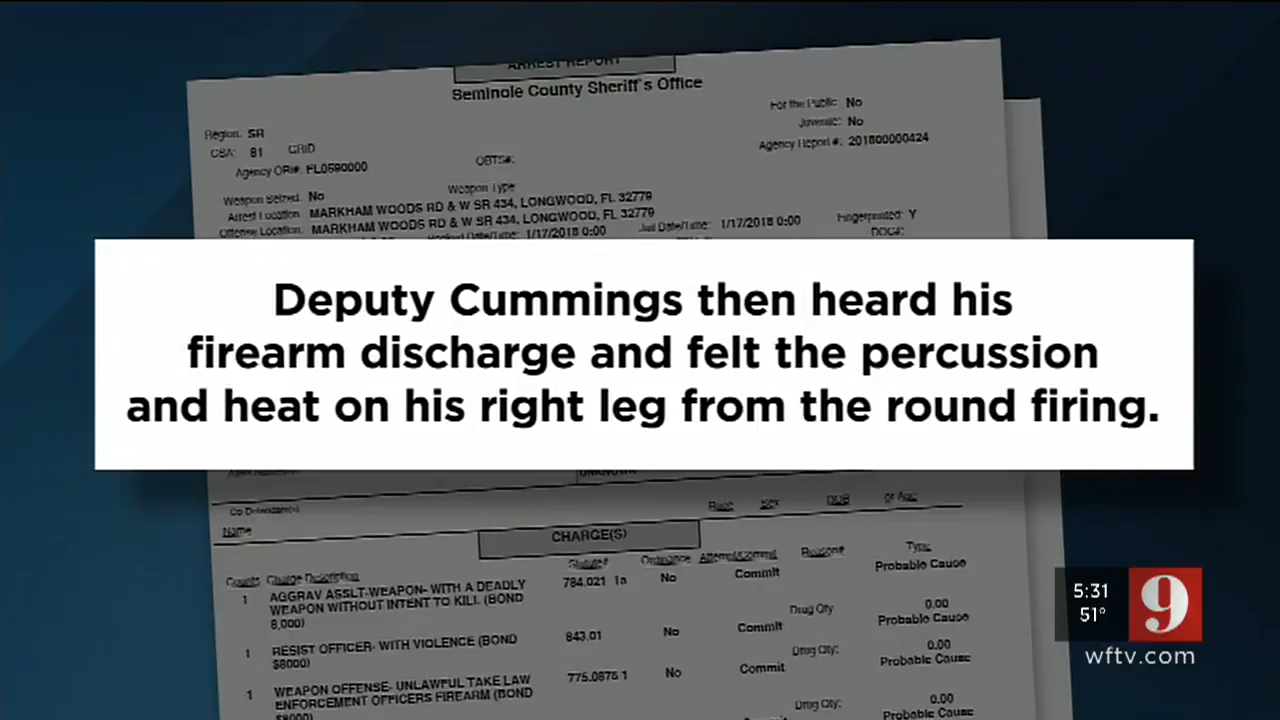 ARREST REPORT
Seminole County Sheriff's Office
For the Public: No
Region: SR
Juvenile: No
CBA: 81 GRID
Agency Report #: 201800000424
Agency ORI#: FL0590000
OBTS#:
Weapon Seized: No
Weapon Type
Arrest Location: MARKHAM WOODS RD & W SR 434, LONGWOOD, FL 32779
Offense Location: MARKHAM WOODS RD & W SR 434, LONGWOOD, FL 32779
Booked Date/Time: 1/17/2018 0:00 Jail Date/Time: 1/17/2018 0:00 Fingerprinted: Y
DOC#:
Deputy Cummings then heard his
firearm discharge and felt the percussion
and heat on his right leg from the round firing.
UNKNOWN
Co-Defendant(s)
Name Race Sex DOB or Age
CHARGE(S)
Counts Charge Description Statute# Ordinance Attempt/Commit Reason# Type
1 AGGRAV ASSLT-WEAPON- WITH A DEADLY 784.021 1a No Commit Probable Cause
WEAPON WITHOUT INTENT TO KILL (BOND
8,000)
Drug Qty 0.00
1 RESIST OFFICER- WITH VIOLENCE (BOND 843.01 No Commit Probable Cause
$8000)
Drug Qty: 0.00
1 WEAPON OFFENSE- UNLAWFUL TAKE LAW 775.0875 1 No Commit Probable Cause
ENFORCEMENT OFFICERS FIREARM (BOND
$8000)
Drug Qty: 0.00
Probable Cause
5:31
51°
9
wftv.com